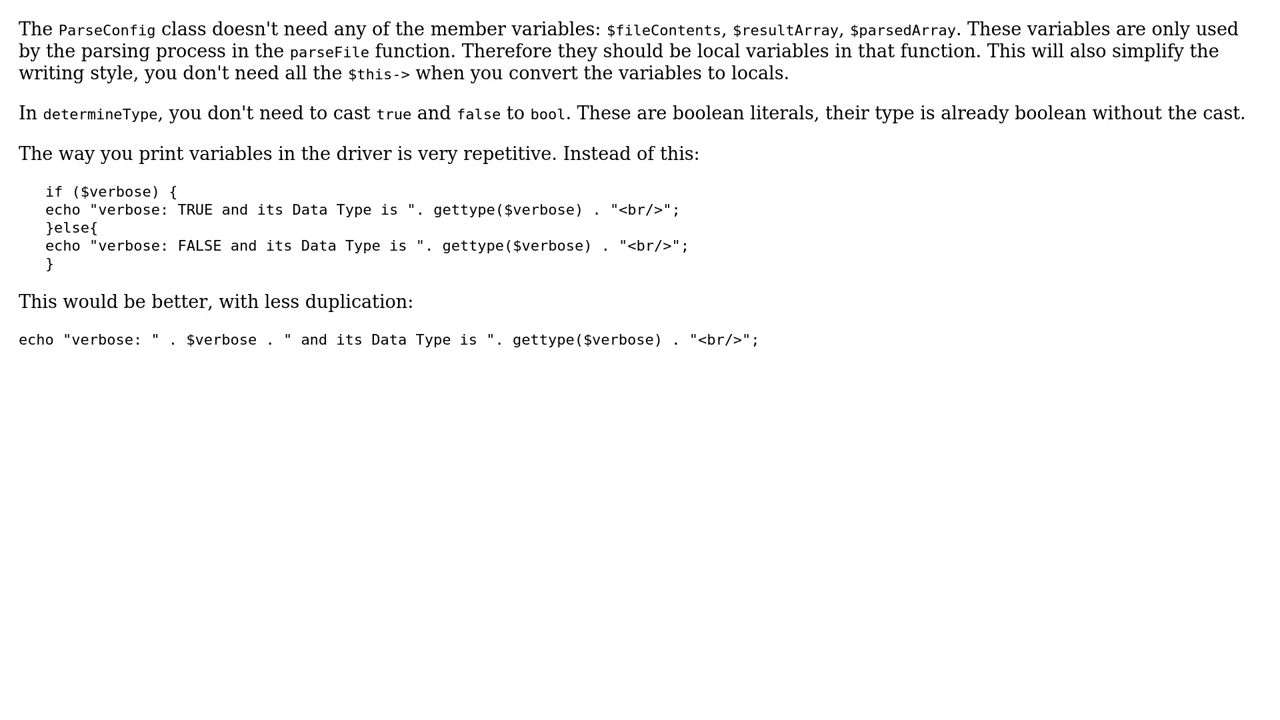 The ParseConfig class doesn't need any of the member variables: $fileContents, $resultArray, $parsedArray. These variables are only used
by the parsing process in the parseFile function. Therefore they should be local variables in that function. This will also simplify the
writing style, you don't need all the $this-> when you convert the variables to locals.
In determineType, you don't need to cast true and false to bool. These are boolean literals, their type is already boolean without the cast.
The way you print variables in the driver is very repetitive. Instead of this:
if ($verbose) {
echo "verbose: TRUE and its Data Type is ". gettype($verbose) . "<br/>";
}else{
echo "verbose: FALSE and its Data Type is ". gettype($verbose) . "<br/>";
}
This would be better, with less duplication:
echo "verbose: " . $verbose . " and its Data Type is ". gettype($verbose) . "<br/>";